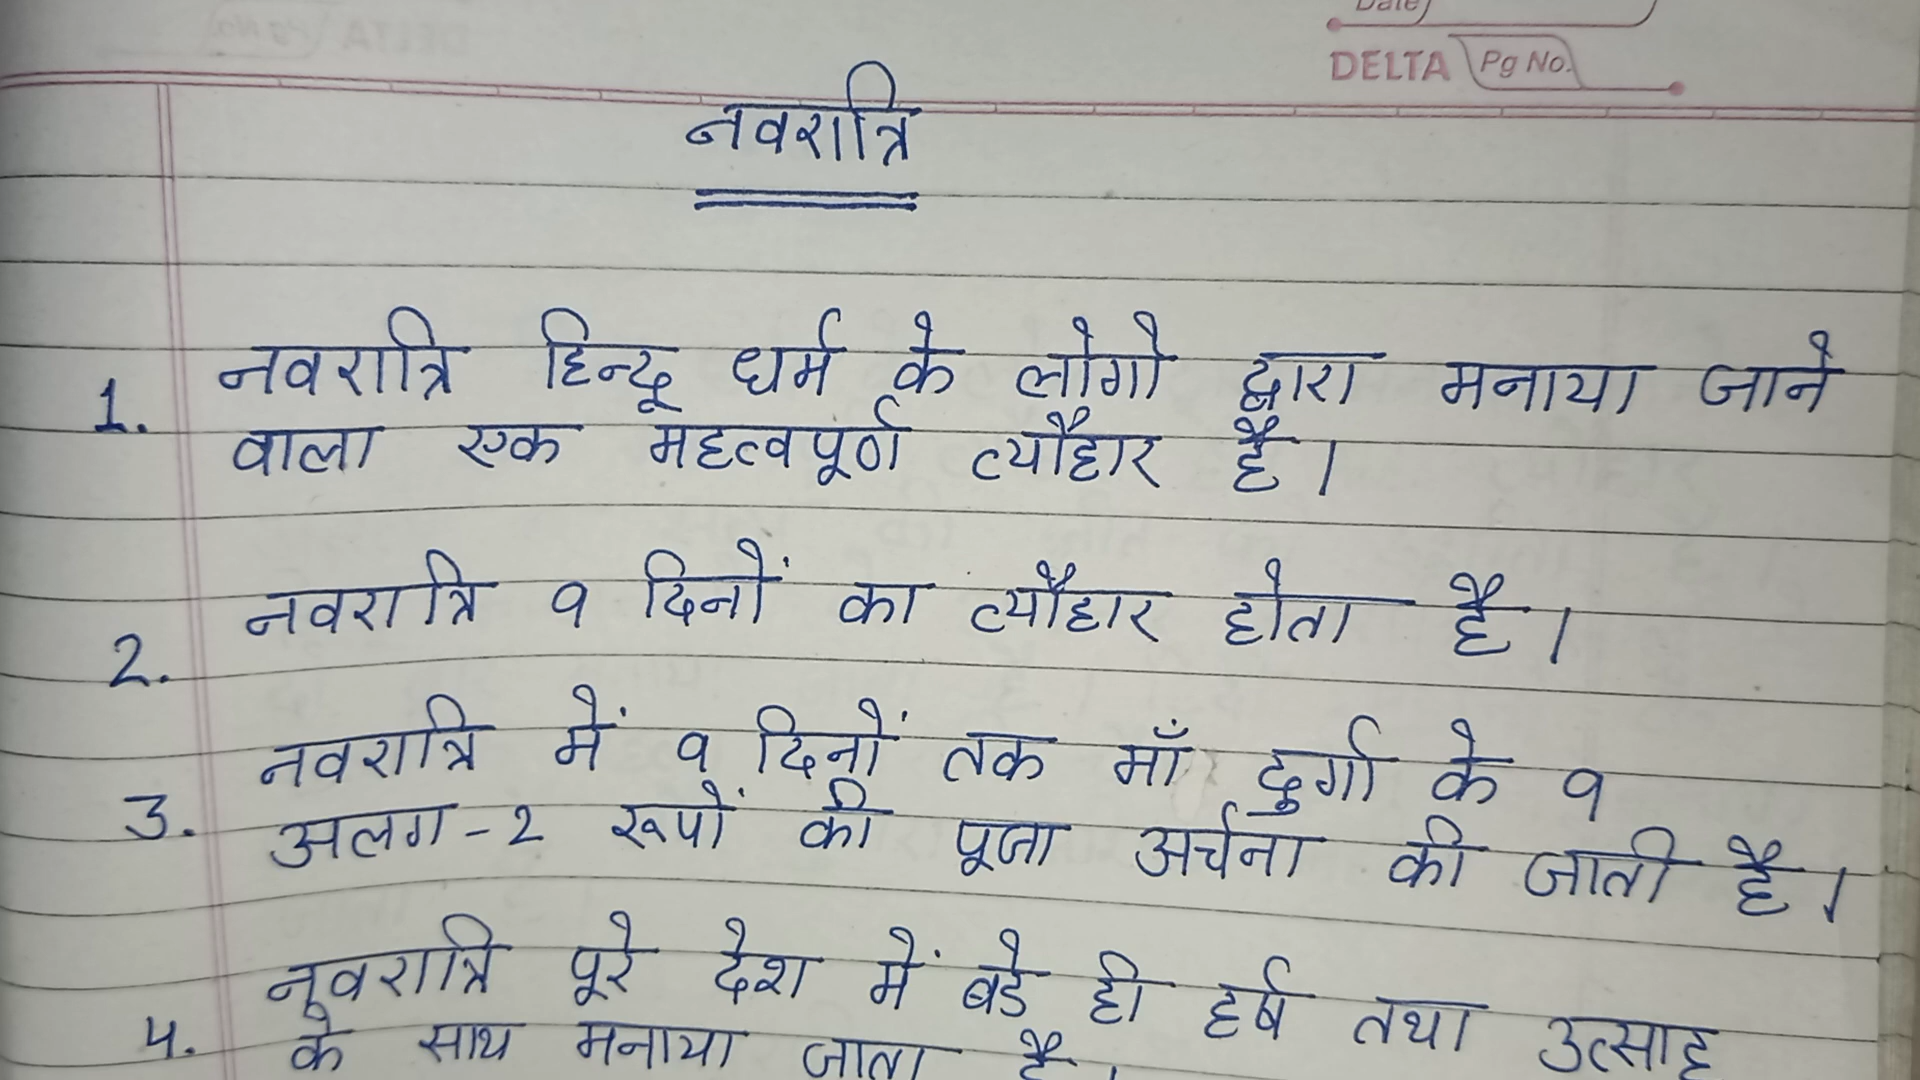 Date
DELTA Pg No.
नवरात्रि
1. नवरात्रि हिन्दू धर्म के लोगो द्वारा मनाया जाने
वाला एक महत्वपूर्ण त्यौहार है।
2. नवरात्रि 9 दिनों का त्यौहार होता है।
3. नवरात्रि में 9 दिनों तक माँ दुर्गा के 9
अलग-2 रूपों की पूजा अर्चना की जाती है।
4. नवरात्रि पूरे देश में बडे ही हर्ष तथा उत्साह
के साथ मनाया जाता है।